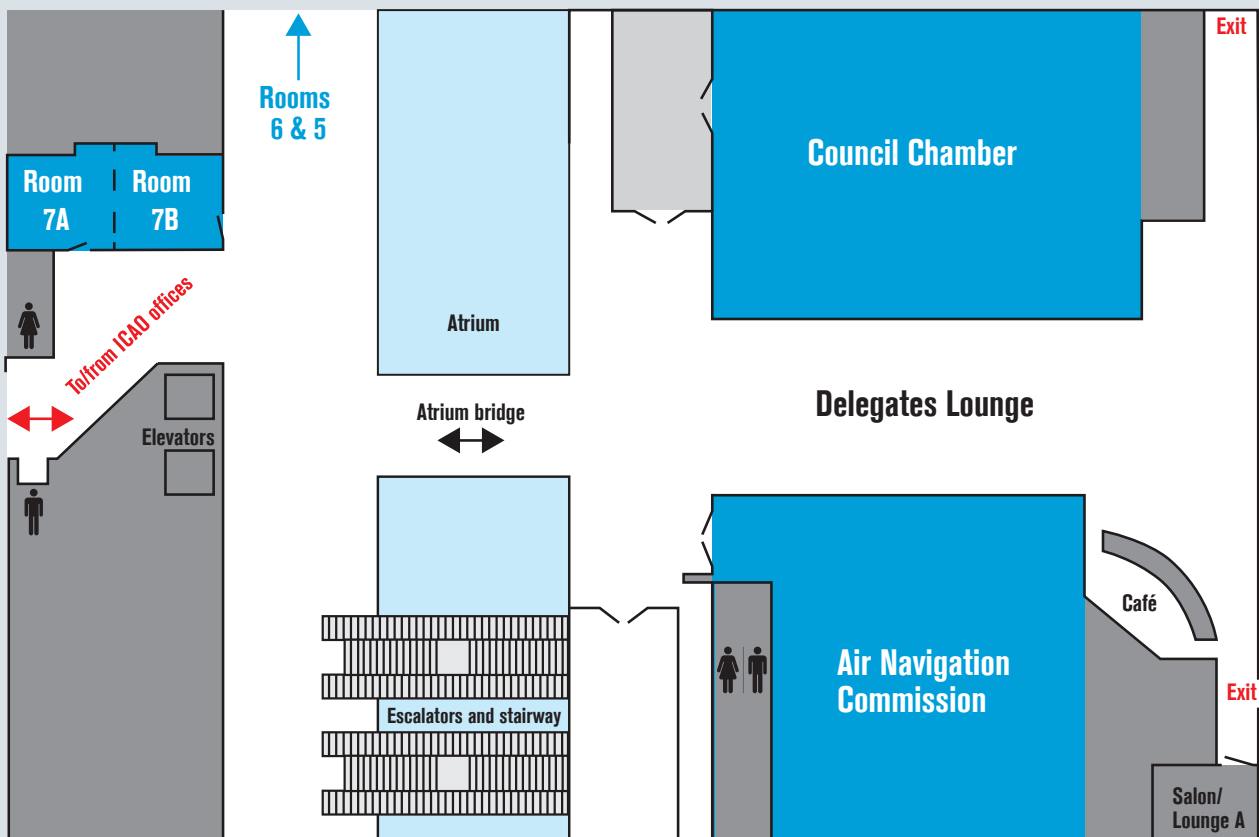 Exit
Rooms
6 & 5
Council Chamber
Room
7A
Room
7B
To/from ICAO offices
Atrium
Atrium bridge
Delegates Lounge
Elevators
Café
Air Navigation
Commission
Exit
Escalators and stairway
Salon/
Lounge A